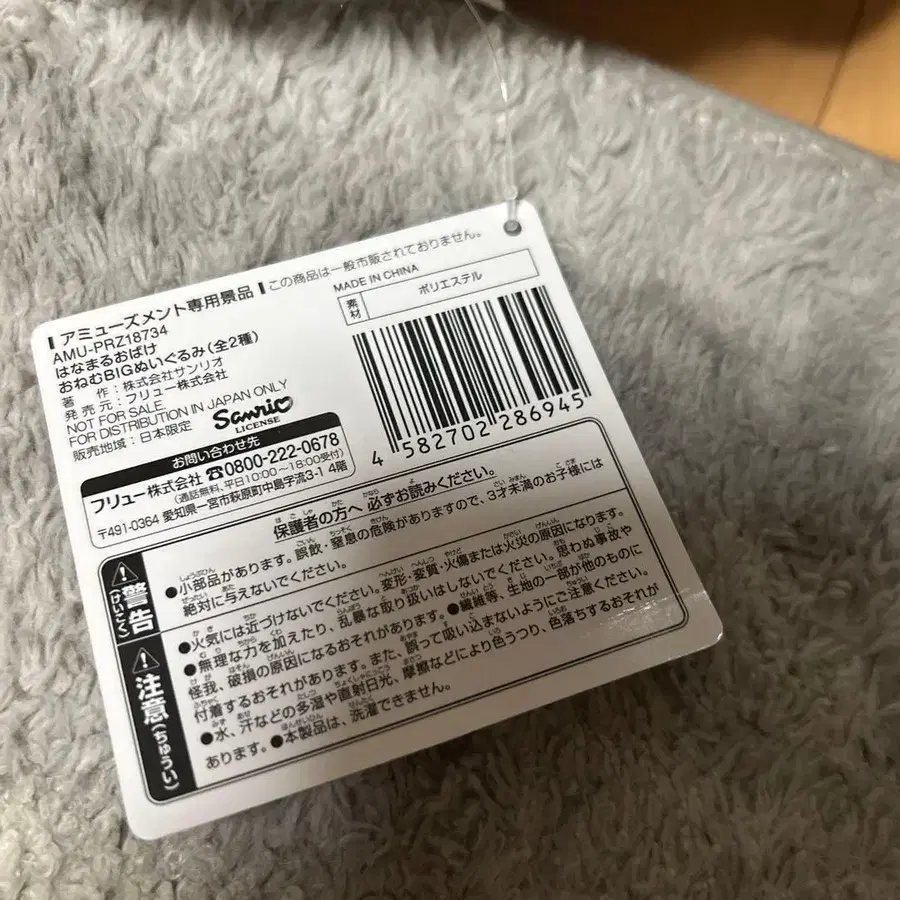 アミューズメント専用景品 この商品は一般市販されておりません。
AMU-PRZ18734
はなまるおばけ
おねむBIGぬいぐるみ(全2種)
著 作:株式会社サンリオ
発売元:フリュー株式会社
NOT FOR SALE
FOR DISTRIBUTION IN JAPAN ONLY
販売地域:日本限定
Sanrio
LICENSE
MADE IN CHINA
素材 ポリエステル
4 582702 286945
お問い合わせ先
フリュー株式会社 ☎0800-222-0678
(通話無料、平日10:00~18:00受付)
〒491-0364 愛知県一宮市萩原町中島字流3-1 4階
保護者の方へ 必ずお読みください。
警告(けいこく)
●小部品があります。誤飲・窒息の危険がありますので、3才未満のお子様には
絶対に与えないでください。
注意(ちゅうい)
●火気には近づけないでください。変形・変質・火傷または火災の原因になります。
●無理な力を加えたり、乱暴な取り扱いはしないでください。思わぬ事故や
怪我、破損の原因になるおそれがあります。●繊維等、生地の一部が他のものに
付着するおそれがあります。また、誤って吸い込まないようにご注意ください。
●水、汗などの多湿や直射日光、摩擦などにより色うつり、色落ちするおそれが
あります。●本製品は、洗濯できません。